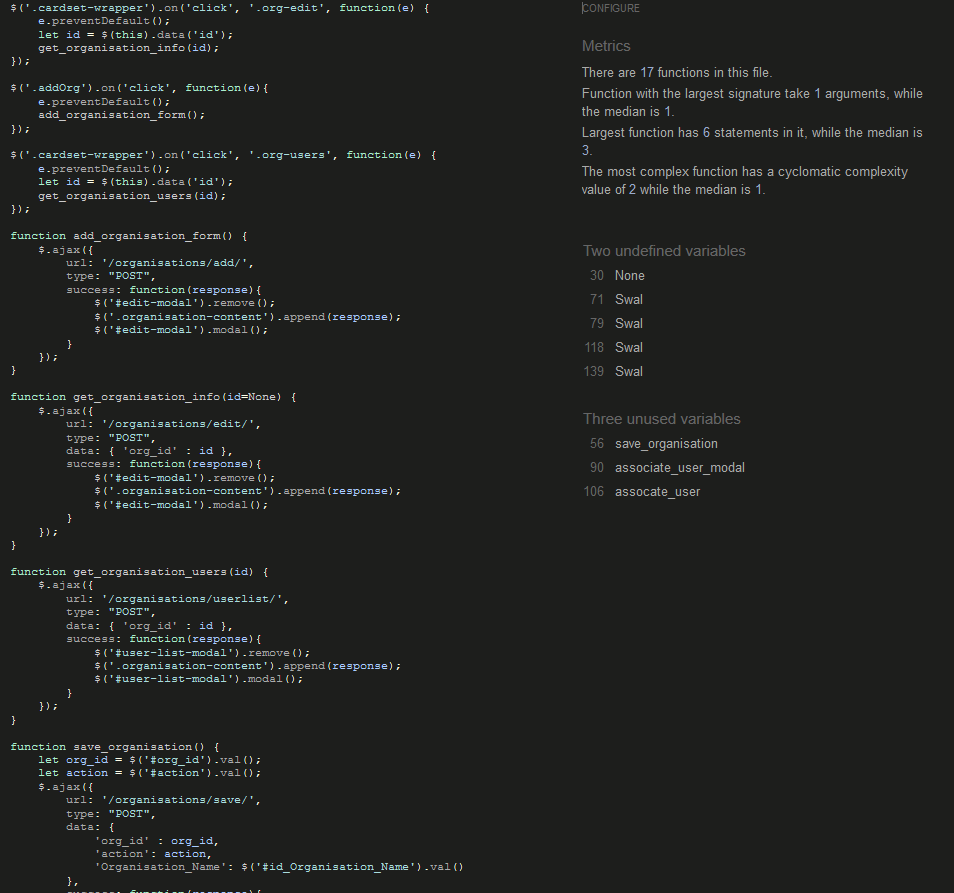 $('.cardset-wrapper').on('click', '.org-edit', function(e) {
    e.preventDefault();
    let id = $(this).data('id');
    get_organisation_info(id);
});

$('.addOrg').on('click', function(e){
    e.preventDefault();
    add_organisation_form();
});

$('.cardset-wrapper').on('click', '.org-users', function(e) {
    e.preventDefault();
    let id = $(this).data('id');
    get_organisation_users(id);
});

function add_organisation_form() {
    $.ajax({
        url: '/organisations/add/',
        type: "POST",
        success: function(response){
            $('#edit-modal').remove();
            $('.organisation-content').append(response);
            $('#edit-modal').modal();
        }
    });
}

function get_organisation_info(id=None) {
    $.ajax({
        url: '/organisations/edit/',
        type: "POST",
        data: { 'org_id' : id },
        success: function(response){
            $('#edit-modal').remove();
            $('.organisation-content').append(response);
            $('#edit-modal').modal();
        }
    });
}

function get_organisation_users(id) {
    $.ajax({
        url: '/organisations/userlist/',
        type: "POST",
        data: { 'org_id' : id },
        success: function(response){
            $('#user-list-modal').remove();
            $('.organisation-content').append(response);
            $('#user-list-modal').modal();
        }
    });
}

function save_organisation() {
    let org_id = $('#org_id').val();
    let action = $('#action').val();
    $.ajax({
        url: '/organisations/save/',
        type: "POST",
        data: {
            'org_id' : org_id,
            'action': action,
            'Organisation_Name': $('#id_Organisation_Name').val()
        },
        success: function(response){
CONFIGURE
Metrics
There are 17 functions in this file.
Function with the largest signature take 1 arguments, while
the median is 1.
Largest function has 6 statements in it, while the median is
3.
The most complex function has a cyclomatic complexity
value of 2 while the median is 1.
Two undefined variables
30 None
71 Swal
79 Swal
118 Swal
139 Swal
Three unused variables
56 save_organisation
90 associate_user_modal
106 assocate_user